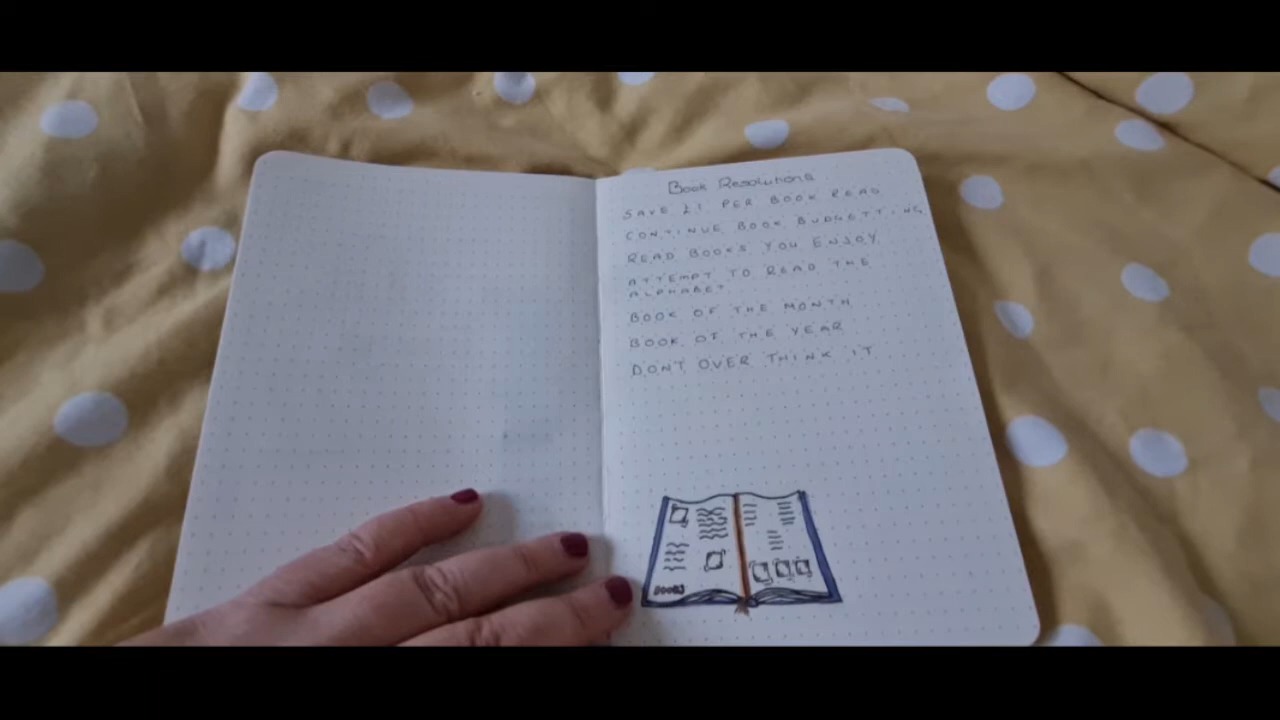 Book Resolutions
SAVE £1 PER BOOK READ
CONTINUE BOOK BUDGETTING
READ BOOKS YOU ENJOY
ATTEMPT TO READ THE
ALPHABET
BOOK OF THE MONTH
BOOK OF THE YEAR
DONT OVER THINK IT